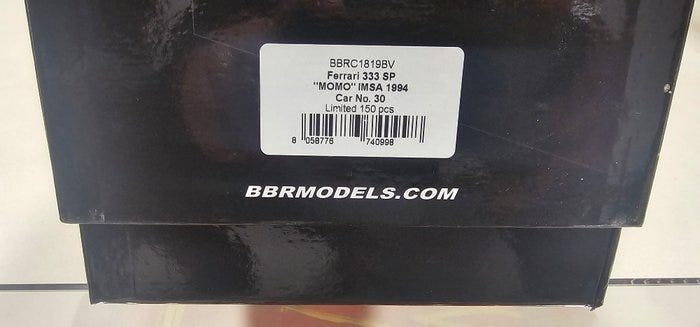 BBRC1819BV
Ferrari 333 SP
"MOMO" IMSA 1994
Car No. 30
Limited 150 pcs
8 058776 740998
BBRMODELS.COM